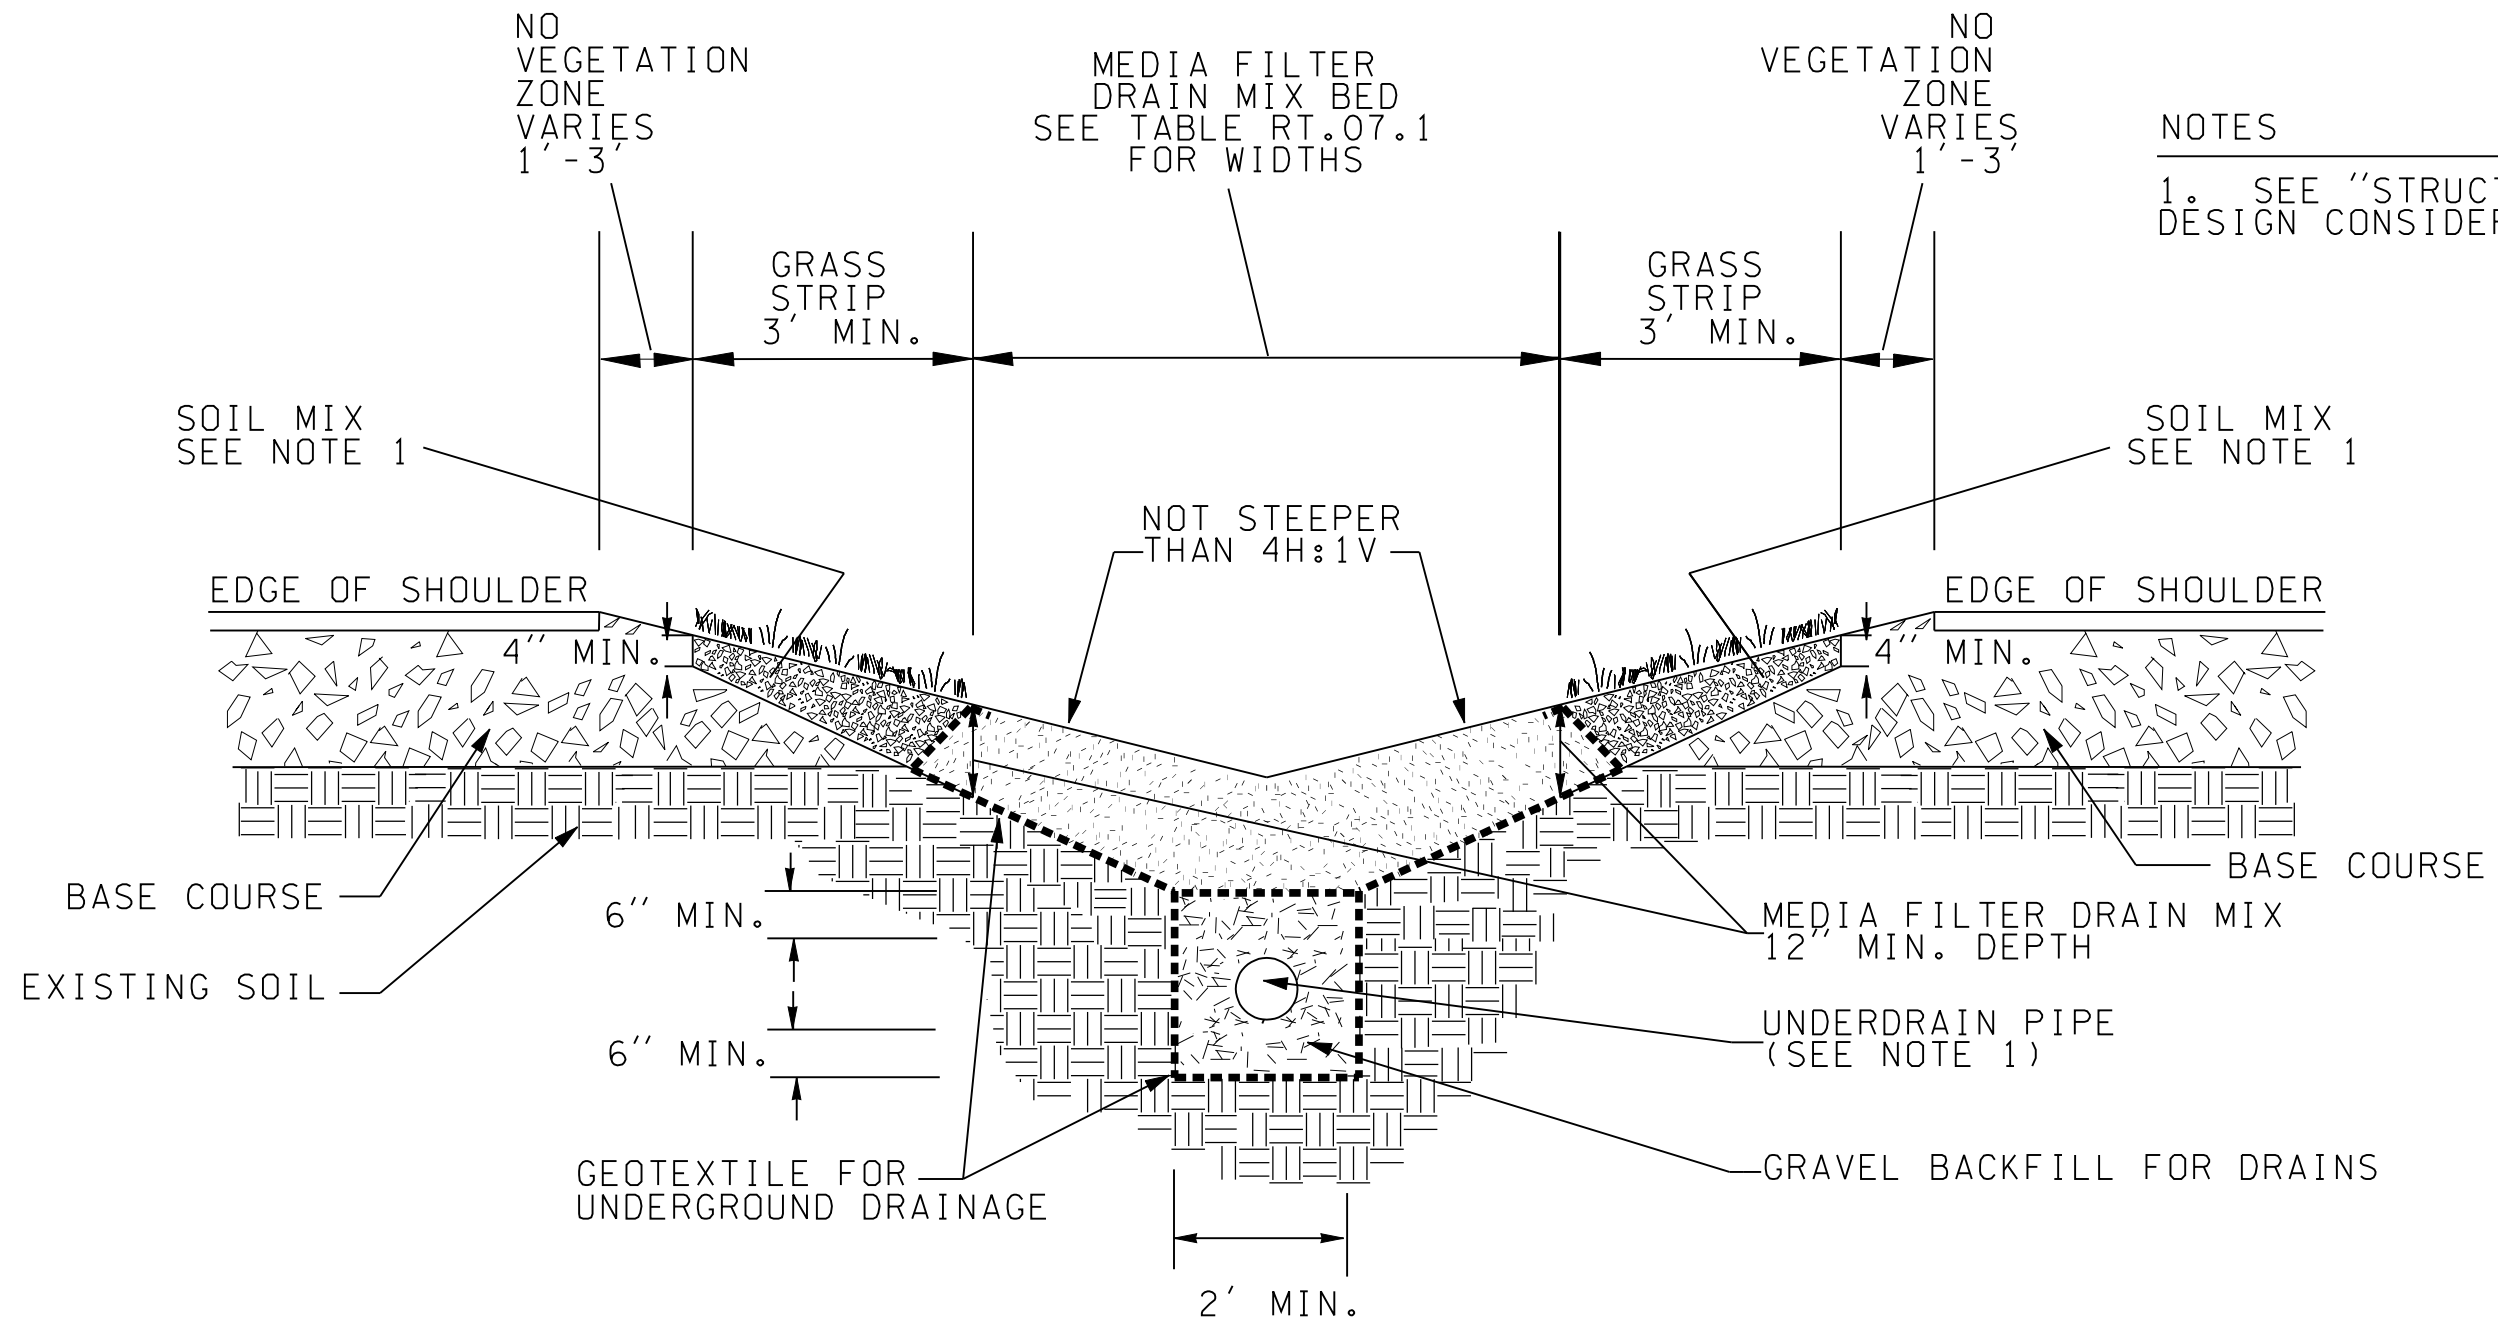 NO
VEGETATION
ZONE
VARIES
1'-3'
MEDIA FILTER
DRAIN MIX BED
SEE TABLE RT.07.1
FOR WIDTHS
NO
VEGETATION
ZONE
VARIES
1'-3'
NOTES
1. SEE "STRUCT
DESIGN CONSIDER
GRASS
STRIP
3' MIN.
GRASS
STRIP
3' MIN.
SOIL MIX
SEE NOTE 1
SOIL MIX
SEE NOTE 1
NOT STEEPER
THAN 4H:1V
EDGE OF SHOULDER
EDGE OF SHOULDER
4" MIN.
4" MIN.
BASE COURSE
BASE COURSE
6" MIN.
MEDIA FILTER DRAIN MIX
12" MIN. DEPTH
EXISTING SOIL
UNDERDRAIN PIPE
(SEE NOTE 1)
6" MIN.
GEOTEXTILE FOR
UNDERGROUND DRAINAGE
GRAVEL BACKFILL FOR DRAINS
2' MIN.